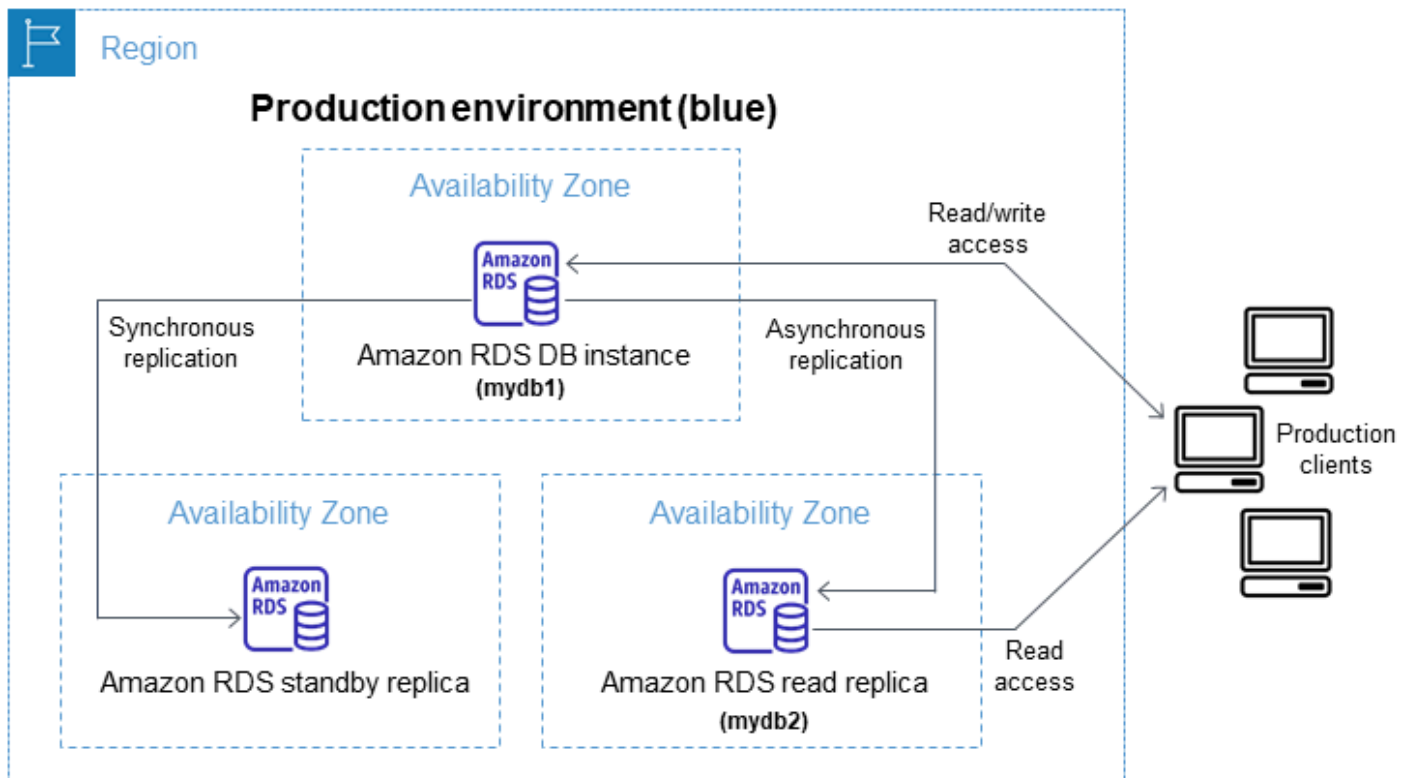 Region
Production environment (blue)
Availability Zone
Amazon
RDS
Amazon RDS DB instance
(mydb1)
Read/write
access
Synchronous
replication
Asynchronous
replication
Production
clients
Availability Zone
Amazon
RDS
Amazon RDS standby replica
Availability Zone
Amazon
RDS
Amazon RDS read replica
(mydb2)
Read
access